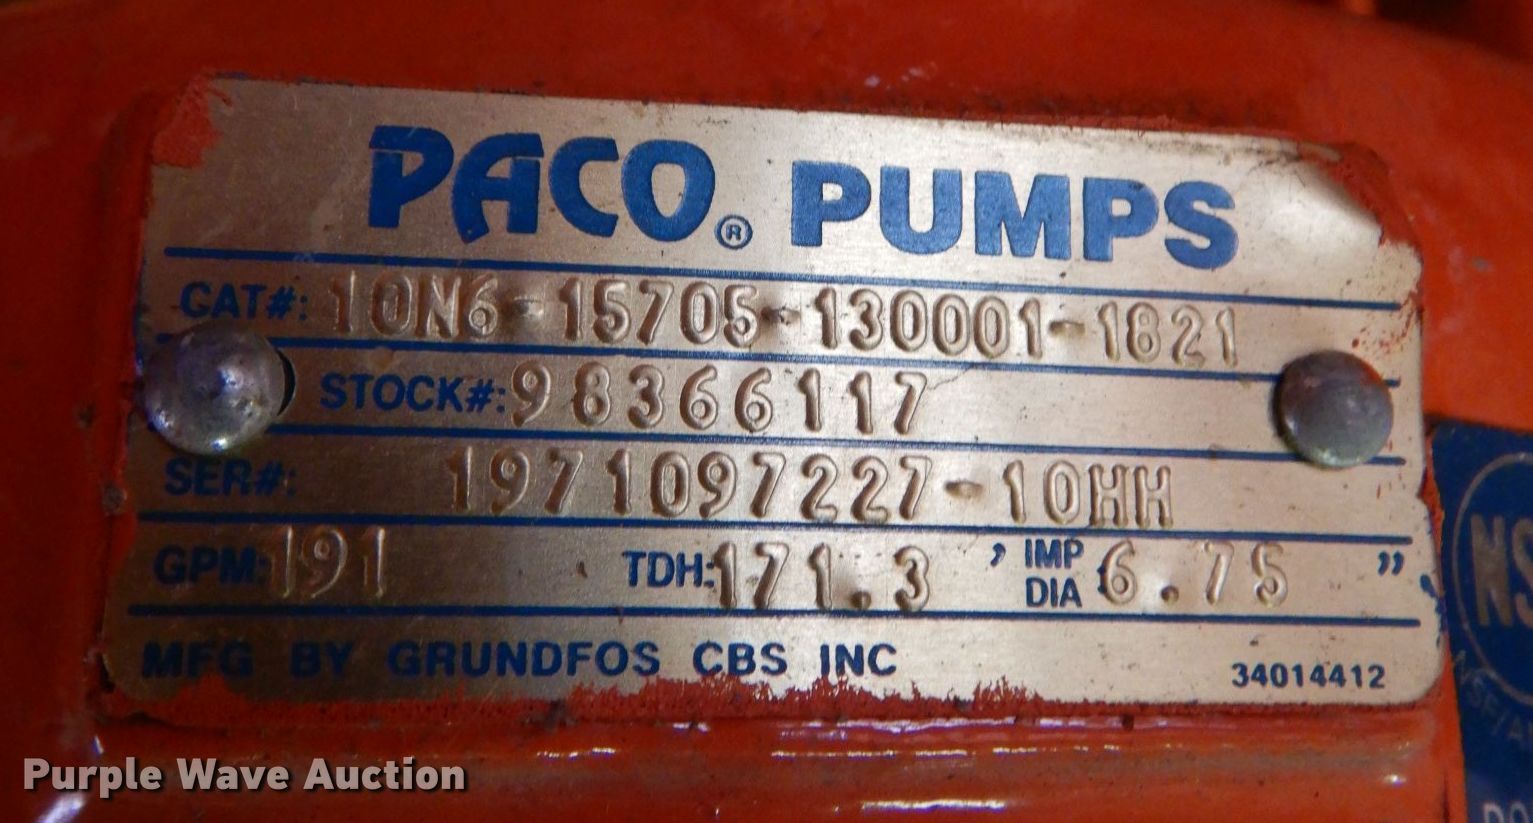 PACO® PUMPS
CAT#: 10N6-15705-130001-1821
STOCK#: 98366117
SER#: 1971097227-10HH
GPM: 191 TDH: 171.3 ' IMP DIA : 6.75 "
MFG BY GRUNDFOS CBS INC 34014412
NS
Purple Wave Auction